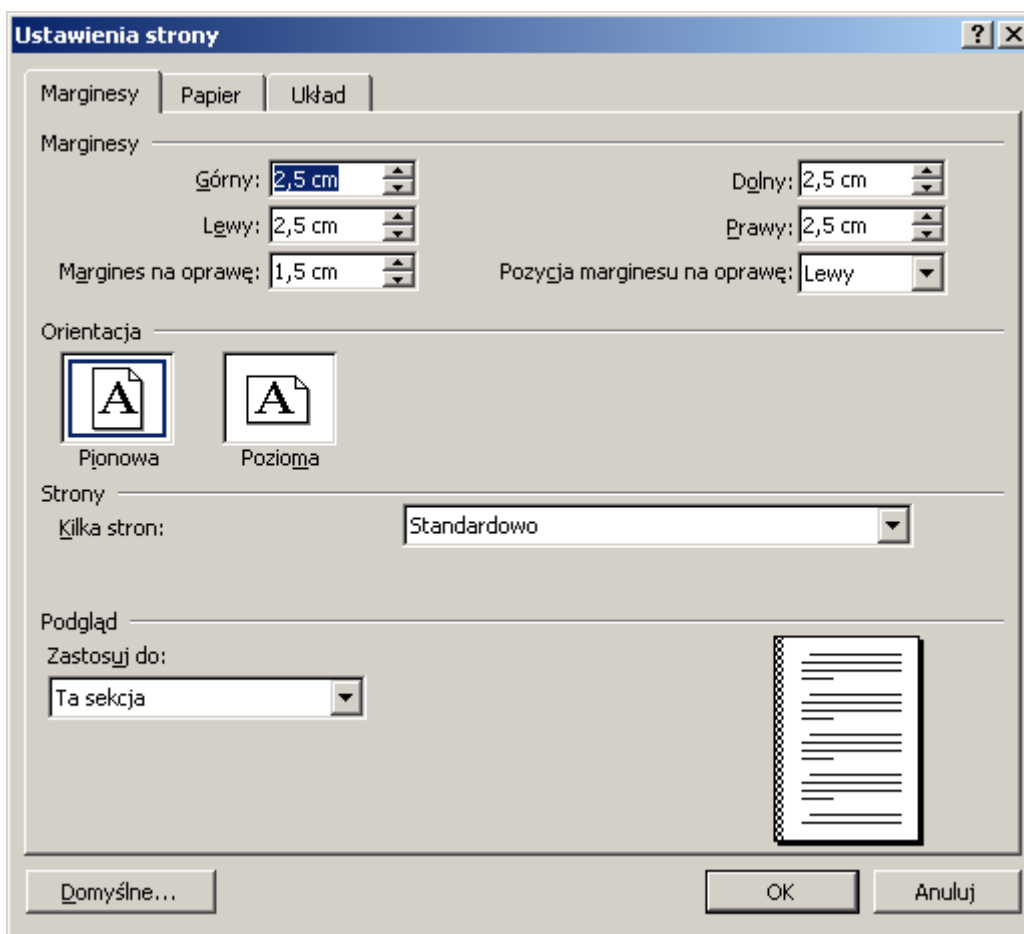 Ustawienia strony
Marginesy Papier Układ
Marginesy
Górny: 2,5 cm Dolny: 2,5 cm
Lewy: 2,5 cm Prawy: 2,5 cm
Margines na oprawę: 1,5 cm Pozycja marginesu na oprawę: Lewy
Orientacja
A A
Pionowa Pozioma
Strony
Kilka stron: Standardowo
Podgląd
Zastosuj do:
Ta sekcja
Domyślne... OK Anuluj